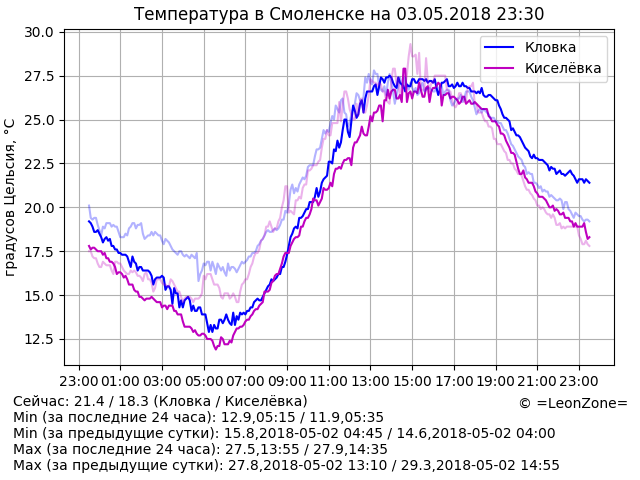 Температура в Смоленске на 03.05.2018 23:30
30.0
27.5
25.0
22.5
20.0
17.5
15.0
12.5
градусов Цельсия, °C
Кловка
Киселёвка
23:00 01:00 03:00 05:00 07:00 09:00 11:00 13:00 15:00 17:00 19:00 21:00 23:00
Сейчас: 21.4 / 18.3 (Кловка / Киселёвка)
© =LeonZone=
Min (за последние 24 часа): 12.9,05:15 / 11.9,05:35
Min (за предыдущие сутки): 15.8,2018-05-02 04:45 / 14.6,2018-05-02 04:00
Max (за последние 24 часа): 27.5,13:55 / 27.9,14:35
Max (за предыдущие сутки): 27.8,2018-05-02 13:10 / 29.3,2018-05-02 14:55